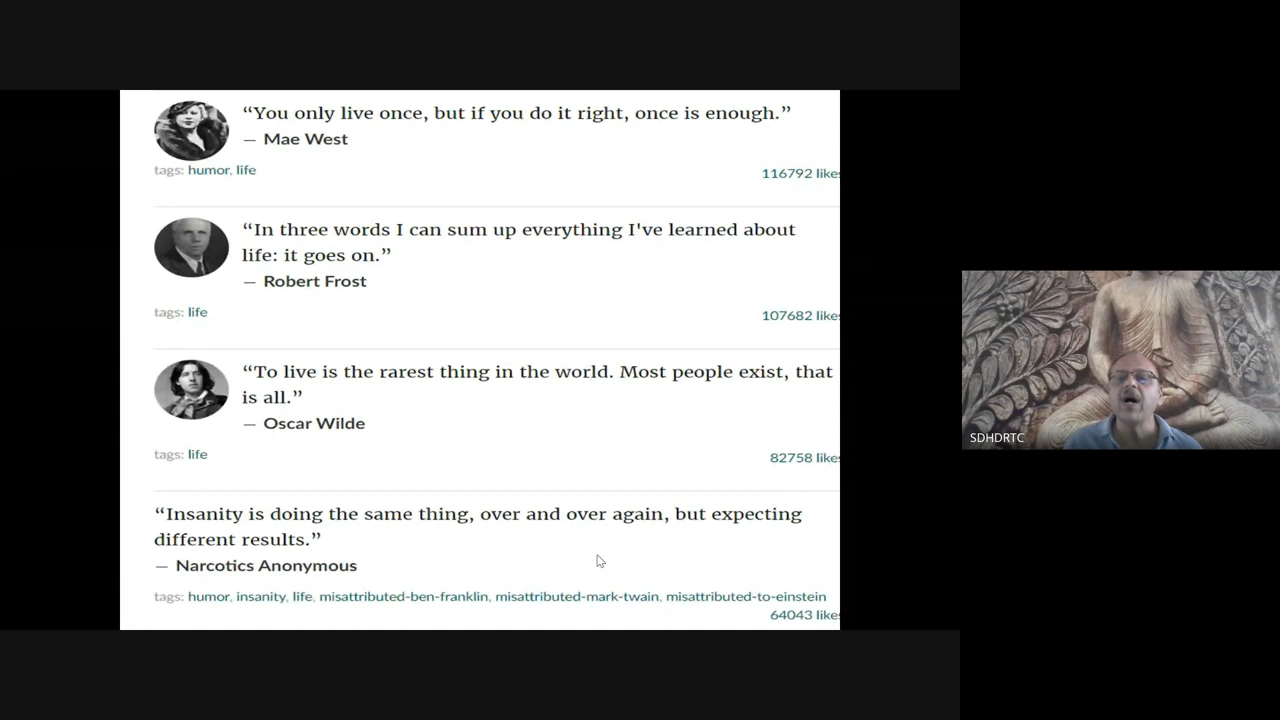 “You only live once, but if you do it right, once is enough.”
― Mae West
tags: humor, life
116792 likes
“In three words I can sum up everything I've learned about
life: it goes on.”
― Robert Frost
tags: life
107682 likes
“To live is the rarest thing in the world. Most people exist, that
is all.”
― Oscar Wilde
tags: life
82758 likes
“Insanity is doing the same thing, over and over again, but expecting
different results.”
― Narcotics Anonymous
tags: humor, insanity, life, misattributed-ben-franklin, misattributed-mark-twain, misattributed-to-einstein
64043 likes
SDHDRTC